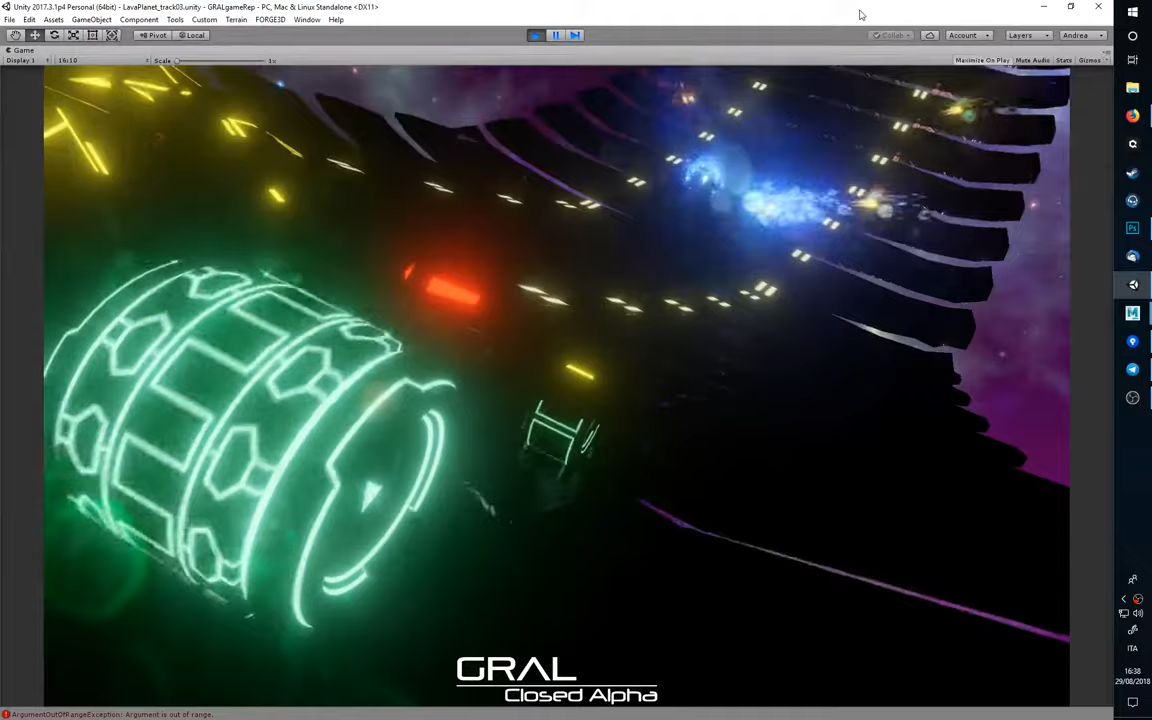 Unity 2017.3.1p4 Personal (64bit) - LavaPlanet_track03.unity - GRALgameRep - PC, Mac & Linux Standalone <DX11>
File Edit Assets GameObject Component Tools Custom Terrain FORGE3D Window Help
Pivot Local Collab Account Layers Andrea
Game
Display 1 16:10 Scale 1x Maximize On Play Mute Audio Stats Gizmos
Ps
GRAL
Closed Alpha
ITA
16:38
29/08/2018
ArgumentOutOfRangeException: Argument is out of range.